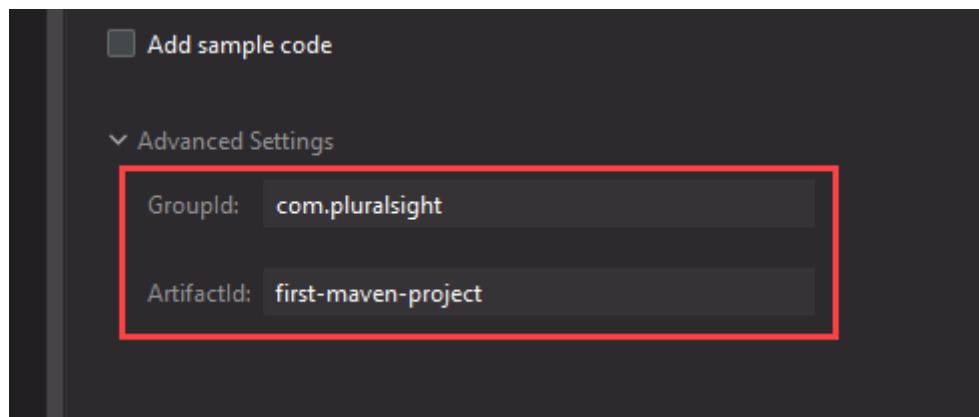 Add sample code
Advanced Settings
GroupId: com.pluralsight
ArtifactId: first-maven-project